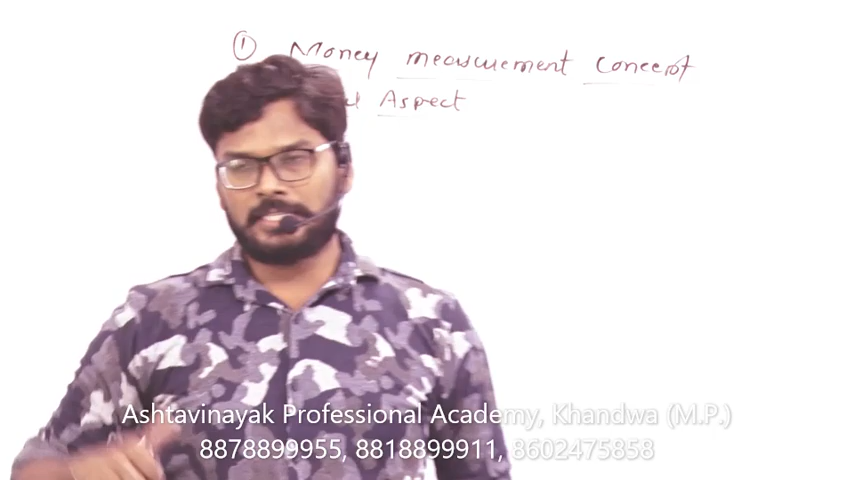 ① Money measurement concept
Aspect
Ashtavinayak Professional Academy, Khandwa (M.P.)
8878899955, 8818899911, 8602475858